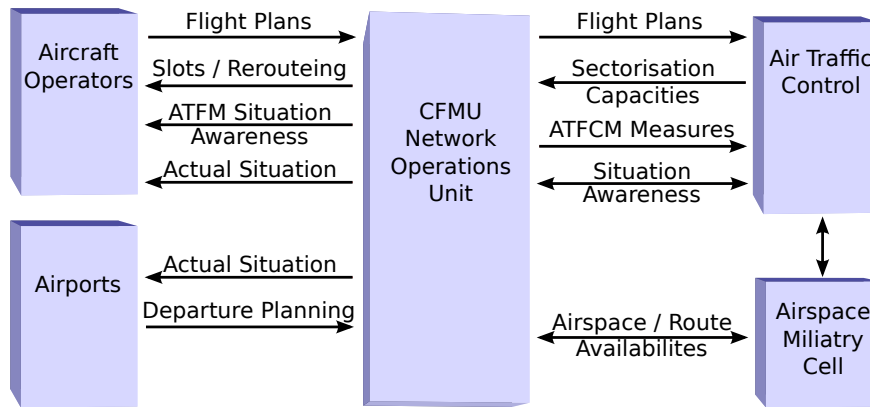 Aircraft
Operators
Flight Plans
Slots / Rerouteing
ATFM Situation
Awareness
Actual Situation
Airports
Actual Situation
Departure Planning
CFMU
Network
Operations
Unit
Flight Plans
Sectorisation
Capacities
ATFCM Measures
Situation
Awareness
Airspace / Route
Availabilites
Air Traffic
Control
Airspace
Miliatry
Cell